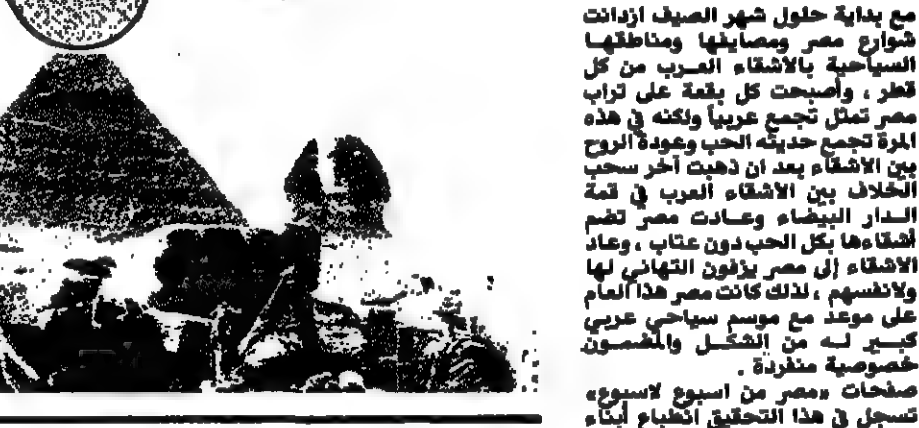 مع بداية حلول شهر الصيف ازدانت
شوارع مصر ومصايفها ومناطقها
السياحية بالاشقاء العرب من كل
قطر ، وأصبحت كل بقعة على تراب
مصر تمثل تجمع عربياً ولكنه في هذه
المرة تجمع حديثه الحب وعودة الروح
بين الاشقاء بعد ان ذهبت آخر سحب
الخلاف بين الاشقاء العرب في قمة
الدار البيضاء وعادت مصر تضم
أشقاءها بكل الحب دون عتاب ، وعاد
الاشقاء إلى مصر يزفون التهاني لها
ولانفسهم ، لذلك كانت مصر هذا العام
على موعد مع موسم سياحي عربي
كبير له من الشكل والمضمون
خصوصية منفردة .
صفحات «مصر من اسبوع لاسبوع»
تسجل في هذا التحقيق انطباع أبناء